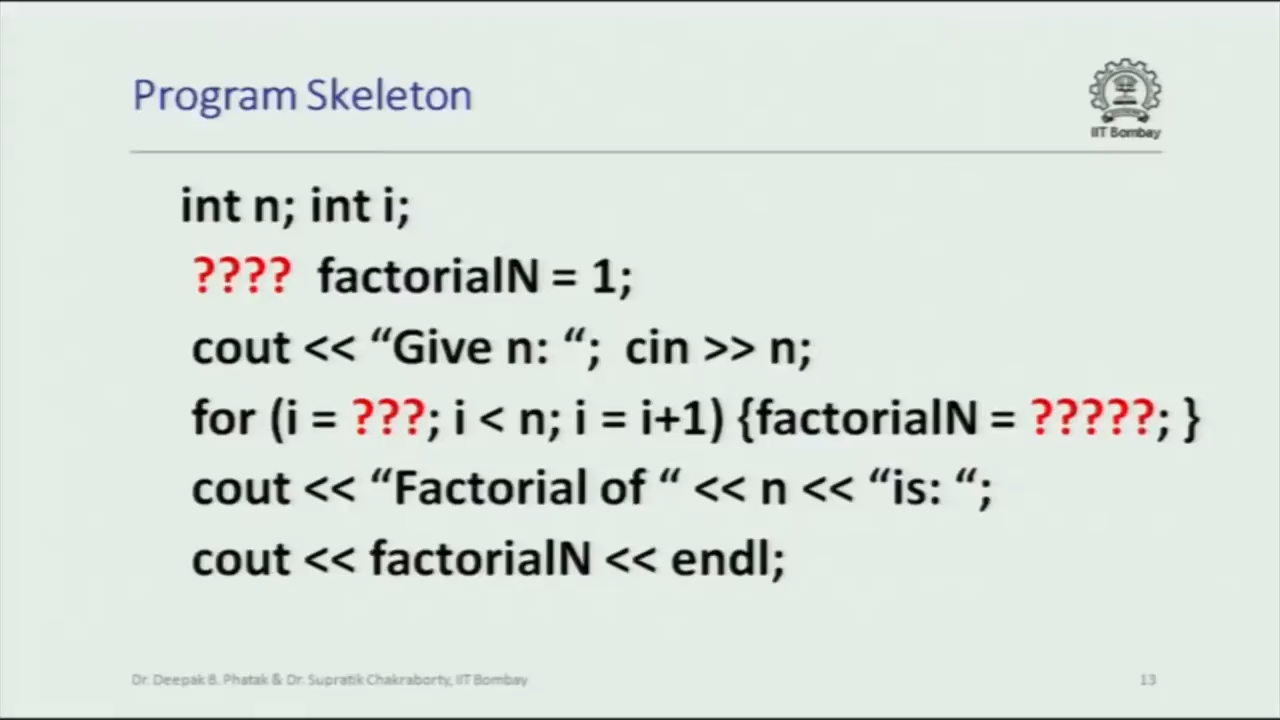 Program Skeleton
IIT Bombay
int n; int i;
???? factorialN = 1;
cout << “Give n: “; cin >> n;
for (i = ???; i < n; i = i+1) {factorialN = ?????; }
cout << “Factorial of “ << n << “is: “;
cout << factorialN << endl;
Dr. Deepak B. Phatak & Dr. Supratik Chakraborty, IIT Bombay
13